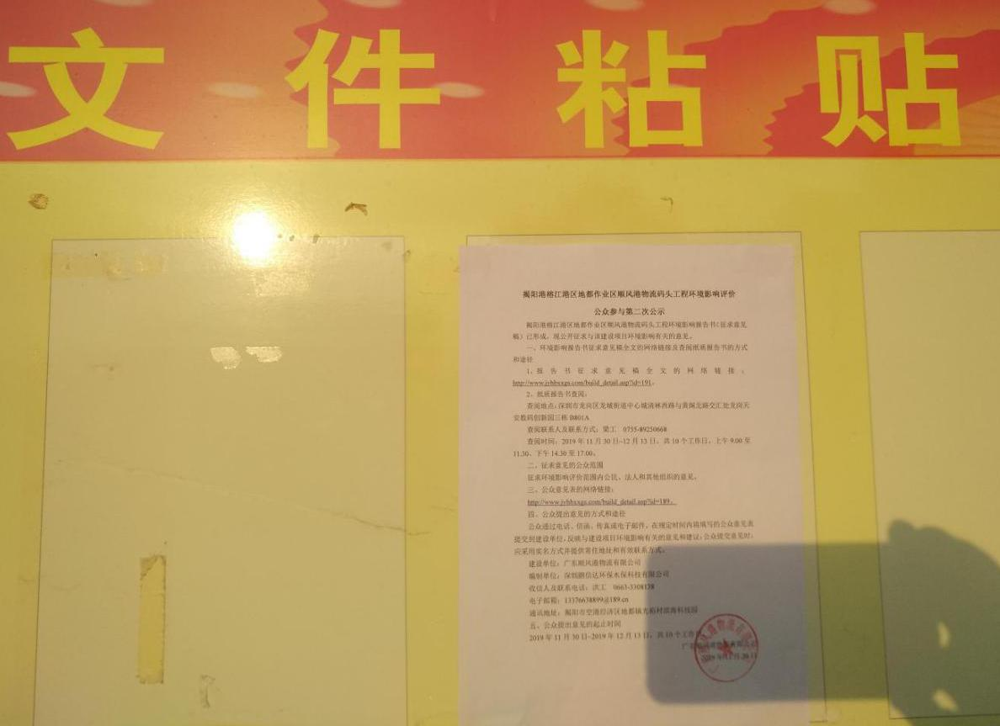 文件粘贴
揭阳港榕江港区地都作业区顺风港物流码头工程环境影响评价
公众参与第二次公示
揭阳港榕江港区地都作业区顺风港物流码头工程环境影响报告书（征求意见
稿）已形成，现公开征求与该建设项目环境影响有关的意见。
一、环境影响报告书征求意见稿全文的网络链接及查阅纸质报告书的方式
和途径
1、报告书征求意见稿全文的网络链接：
http://www.jyhbxxgs.com/build_detail.asp?id=191。
2、纸质报告书查阅：
查阅地点：深圳市龙岗区龙城街道中心城清林西路与黄阁北路交汇处龙岗天
安数码创新园三栋 B801A
查阅联系人及联系方式：梁工 0755-89250668
查阅时间：2019 年 11 月 30 日~12 月 13 日，共 10 个工作日，上午 9.00 至
11.30、下午 14.30 至 17.00。
二、征求意见的公众范围
征求环境影响评价范围内公民、法人和其他组织的意见。
三、公众意见表的网络链接：
http://www.jyhbxxgs.com/build_detail.asp?id=189。
四、公众提出意见的方式和途径
公众通过电话、信函、传真或电子邮件，在规定时间内将填写的公众意见表
提交到建设单位，反映与建设项目环境影响有关的意见和建议；公众提交意见时，
应采用实名方式并提供常住地址和有效联系方式。
建设单位：广东顺风港物流有限公司
编制单位：深圳鹏信达环保水保科技有限公司
收信人及联系电话：洪工 0663-3308138
电子邮箱：13376638899@189.cn
通讯地址：揭阳市空港经济区地都镇光裕村滨海科技园
五、公众提出意见的起止时间
2019 年 11 月 30 日~2019 年 12 月 13 日，共 10 个工作